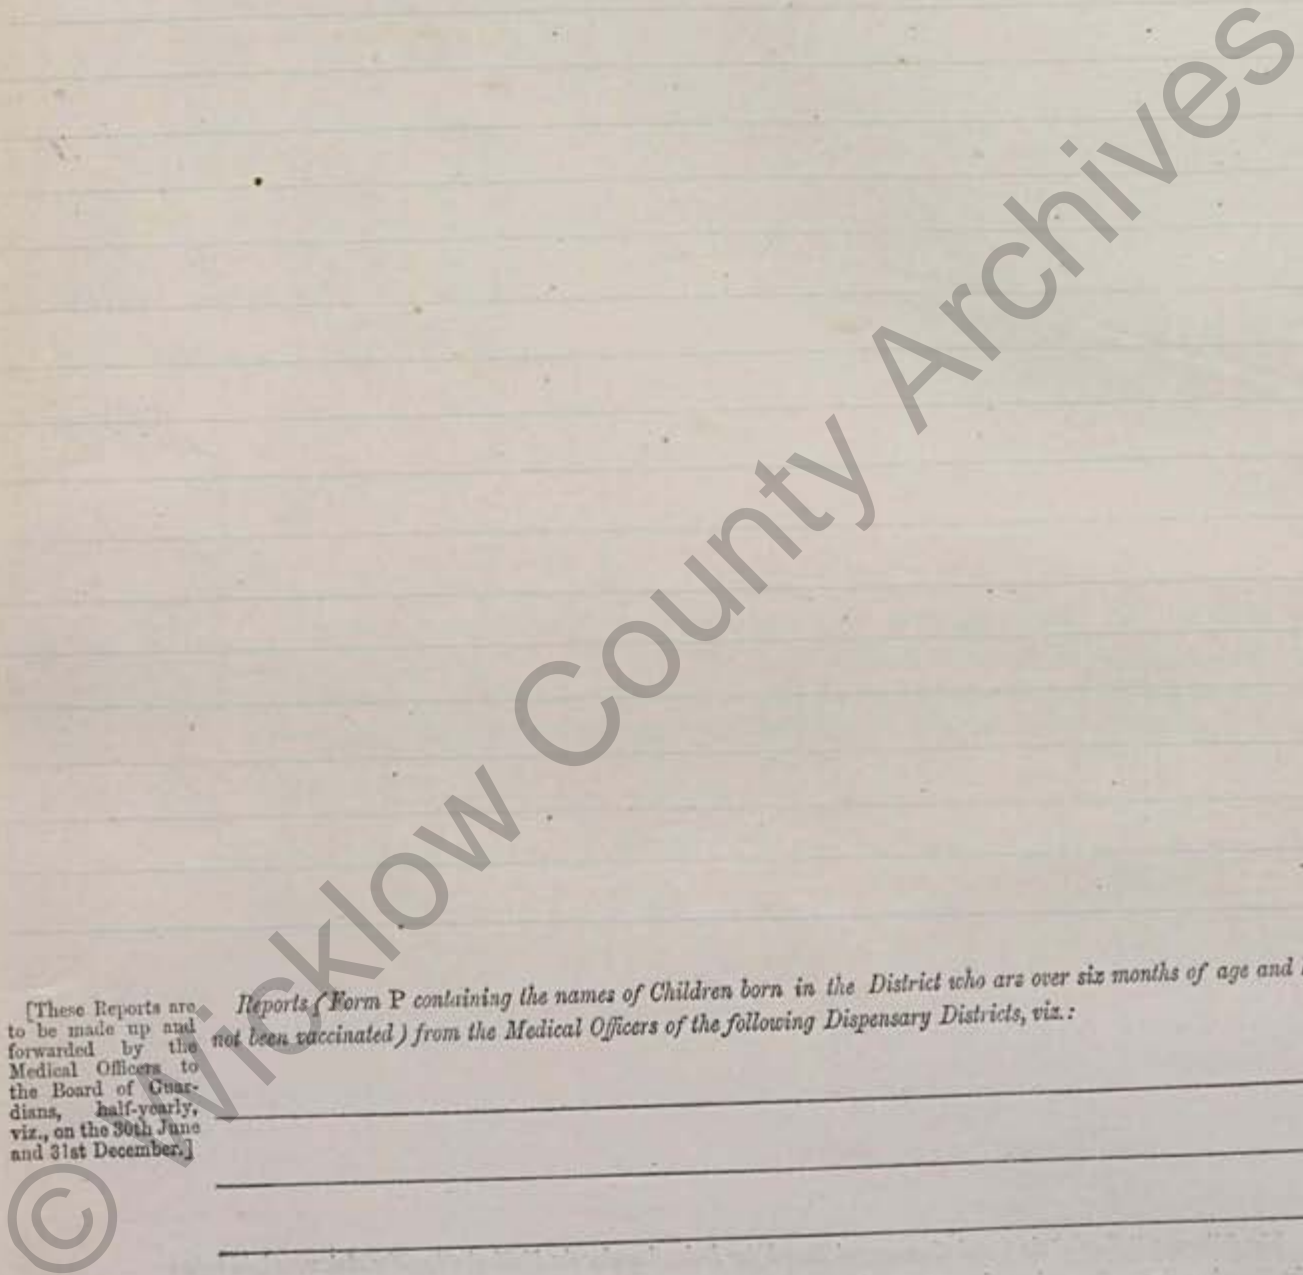 [These Reports are
to be made up and
forwarded by the
Medical Officers to
the Board of Guar-
dians, half-yearly,
viz., on the 30th June
and 31st December.]
Reports (Form P containing the names of Children born in the District who are over six months of age and
not been vaccinated) from the Medical Officers of the following Dispensary Districts, viz.:
© Wicklow County Archives